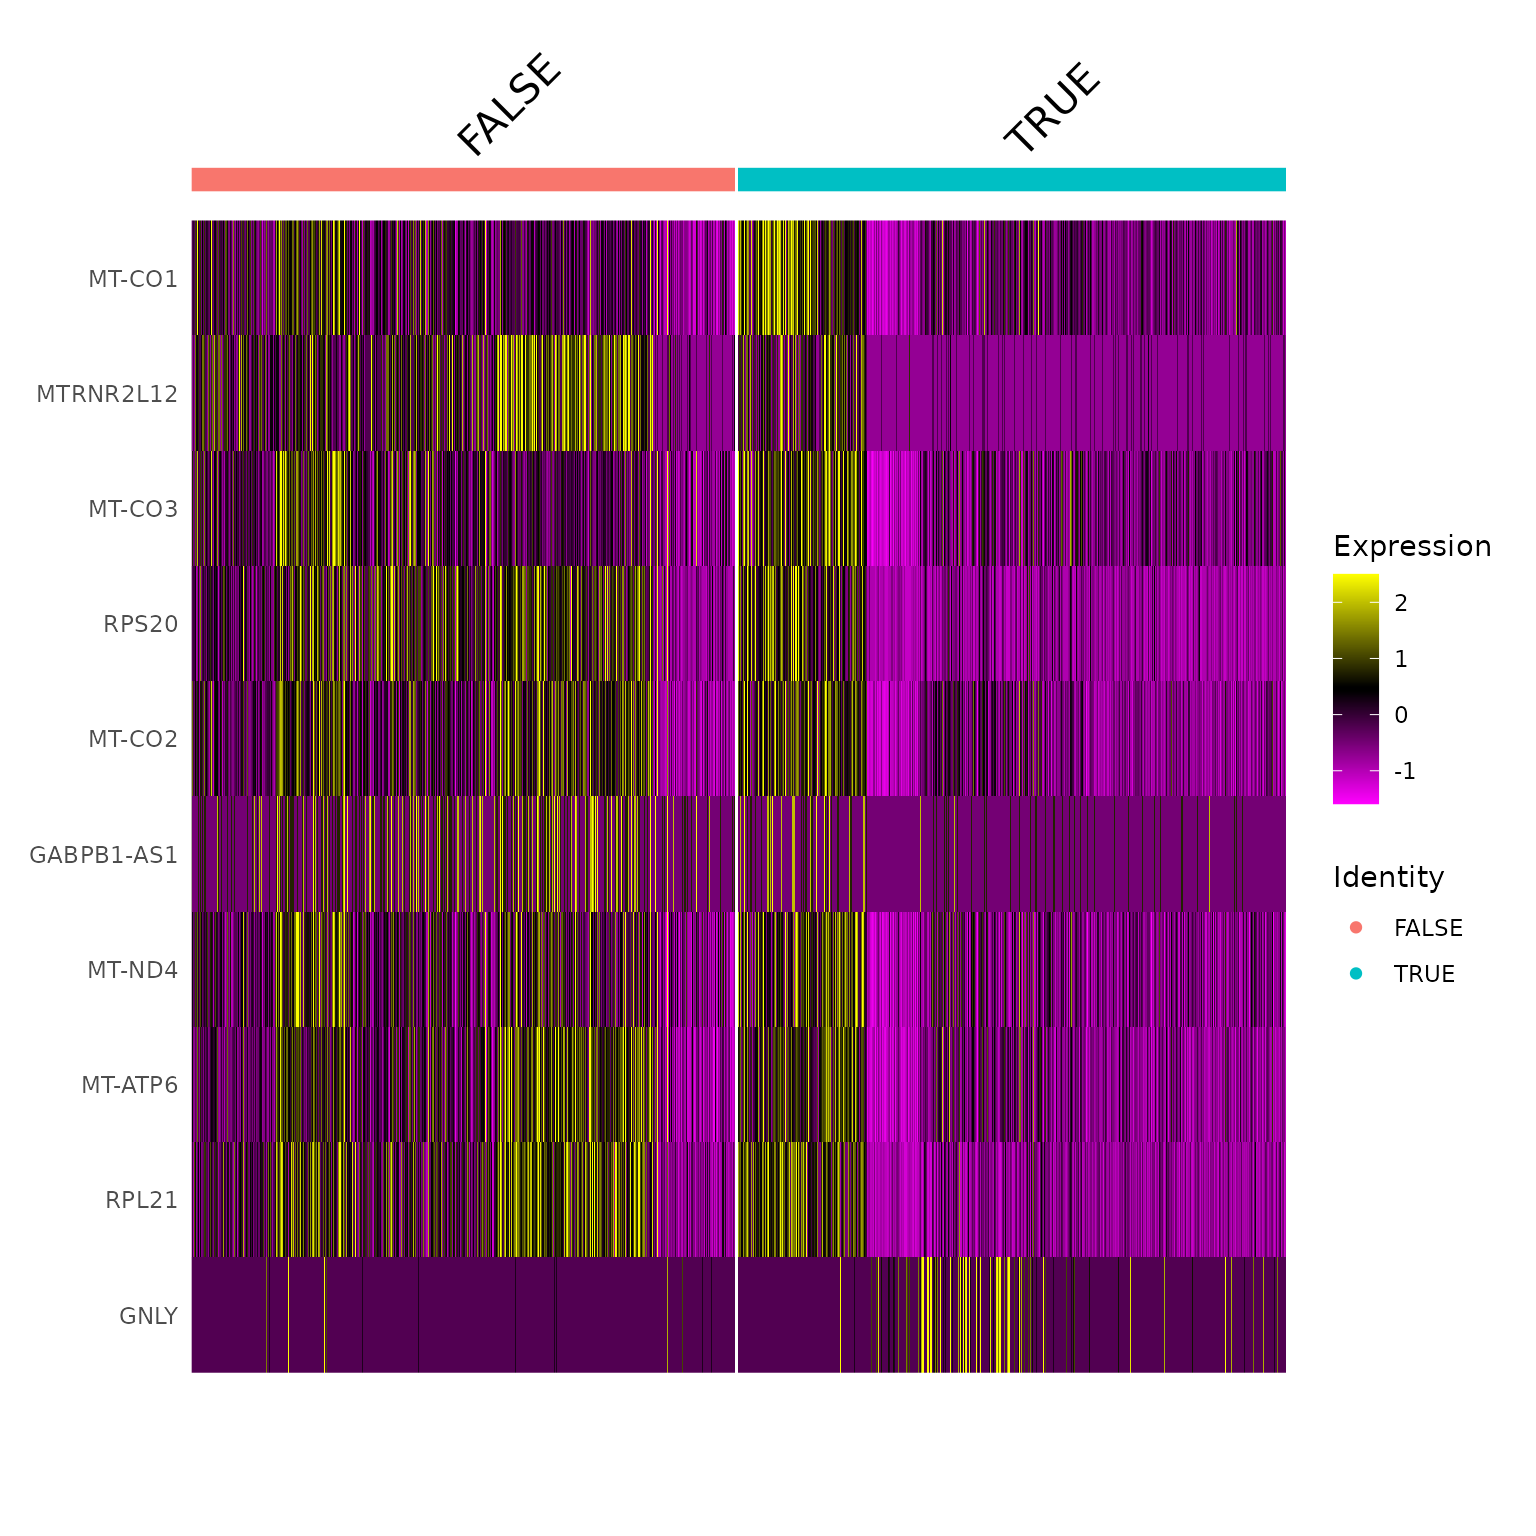 FALSE
TRUE
MT-CO1
MTRNR2L12
MT-CO3
RPS20
MT-CO2
GABPB1-AS1
MT-ND4
MT-ATP6
RPL21
GNLY
Expression
2
1
0
-1
Identity
FALSE
TRUE